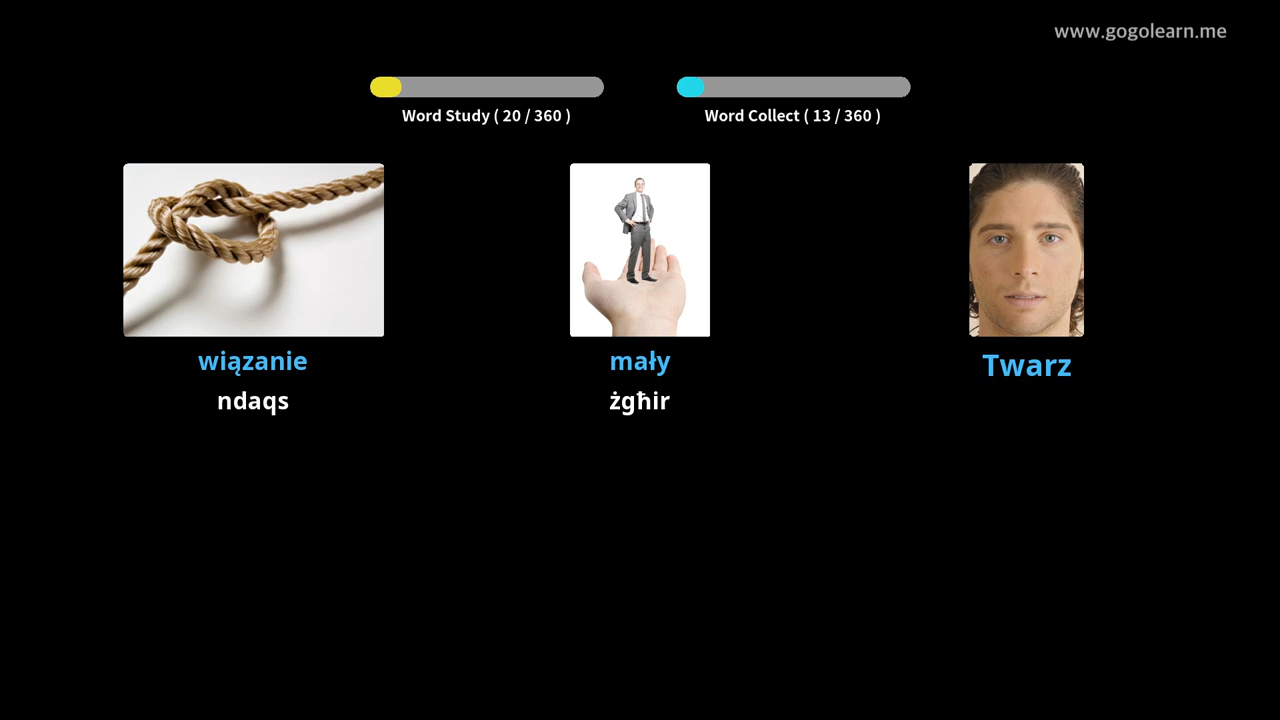 www.gogolearn.me
Word Study ( 20 / 360 )
Word Collect ( 13 / 360 )
wiązanie
ndaqs
mały
żgħir
Twarz